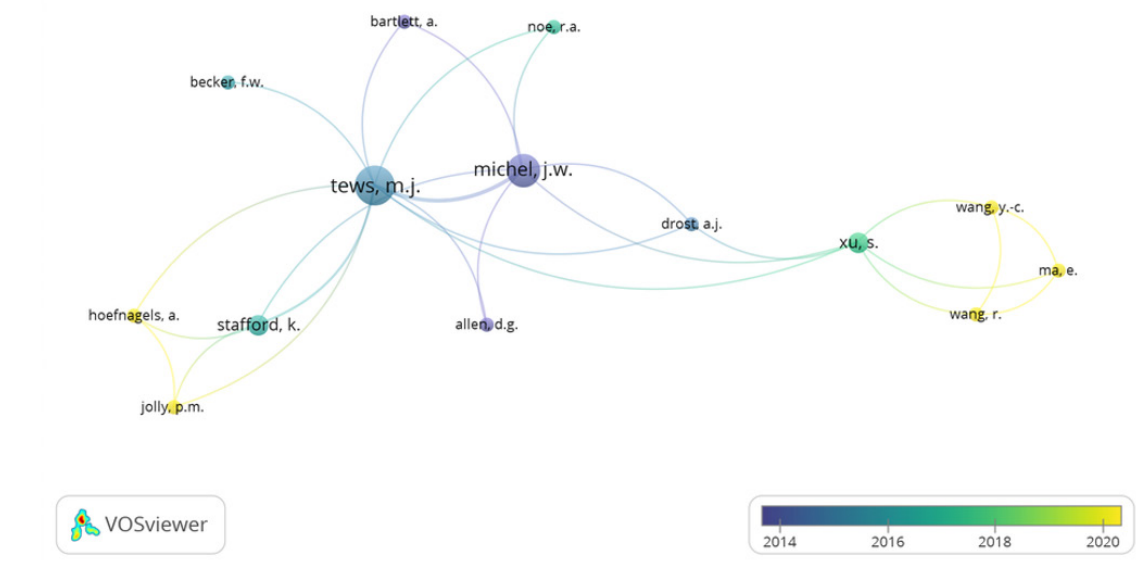 bartlett, a.
noe, r.a.
becker, f.w.
michel, j.w.
tews, m.j.
wang, y.-c.
drost, a.j.
xu, s.
ma, e.
hoefnagels, a.
stafford, k.
allen, d.g.
wang, r.
jolly, p.m.
VOSviewer
2014 2016 2018 2020